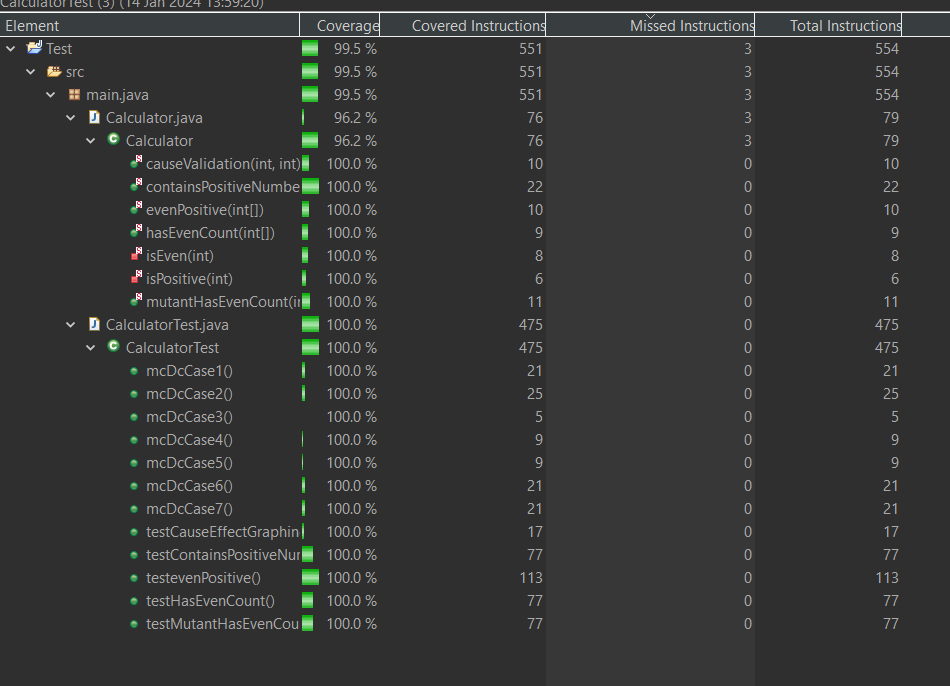 CalculatorTest (3) (14 Jan 2024 13:59:20)
Element Coverage Covered Instructions Missed Instructions Total Instructions
Test 99.5 % 551 3 554
src 99.5 % 551 3 554
main.java 99.5 % 551 3 554
Calculator.java 96.2 % 76 3 79
Calculator 96.2 % 76 3 79
causeValidation(int, int) 100.0 % 10 0 10
containsPositiveNumbe 100.0 % 22 0 22
evenPositive(int[]) 100.0 % 10 0 10
hasEvenCount(int[]) 100.0 % 9 0 9
isEven(int) 100.0 % 8 0 8
isPositive(int) 100.0 % 6 0 6
mutantHasEvenCount(in 100.0 % 11 0 11
CalculatorTest.java 100.0 % 475 0 475
CalculatorTest 100.0 % 475 0 475
mcDcCase1() 100.0 % 21 0 21
mcDcCase2() 100.0 % 25 0 25
mcDcCase3() 100.0 % 5 0 5
mcDcCase4() 100.0 % 9 0 9
mcDcCase5() 100.0 % 9 0 9
mcDcCase6() 100.0 % 21 0 21
mcDcCase7() 100.0 % 21 0 21
testCauseEffectGraphin 100.0 % 17 0 17
testContainsPositiveNur 100.0 % 77 0 77
testevenPositive() 100.0 % 113 0 113
testHasEvenCount() 100.0 % 77 0 77
testMutantHasEvenCou 100.0 % 77 0 77